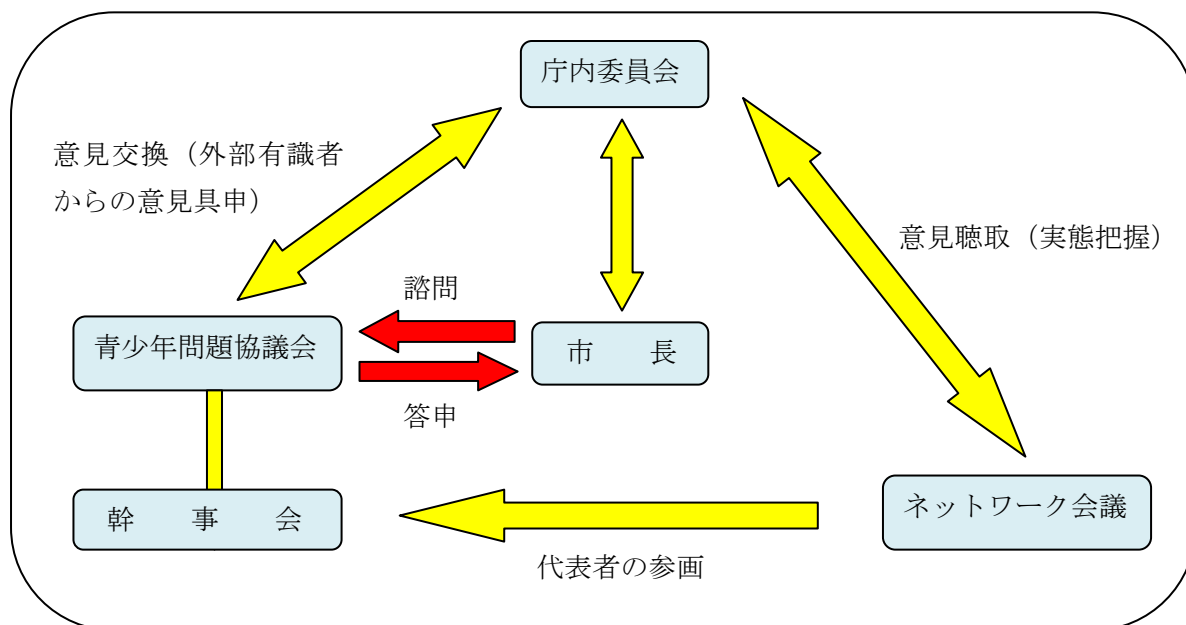 庁内委員会
意見交換（外部有識者
からの意見具申）
意見聴取（実態把握）
諮問
青少年問題協議会
市　　長
答申
幹　　事　　会
ネットワーク会議
代表者の参画